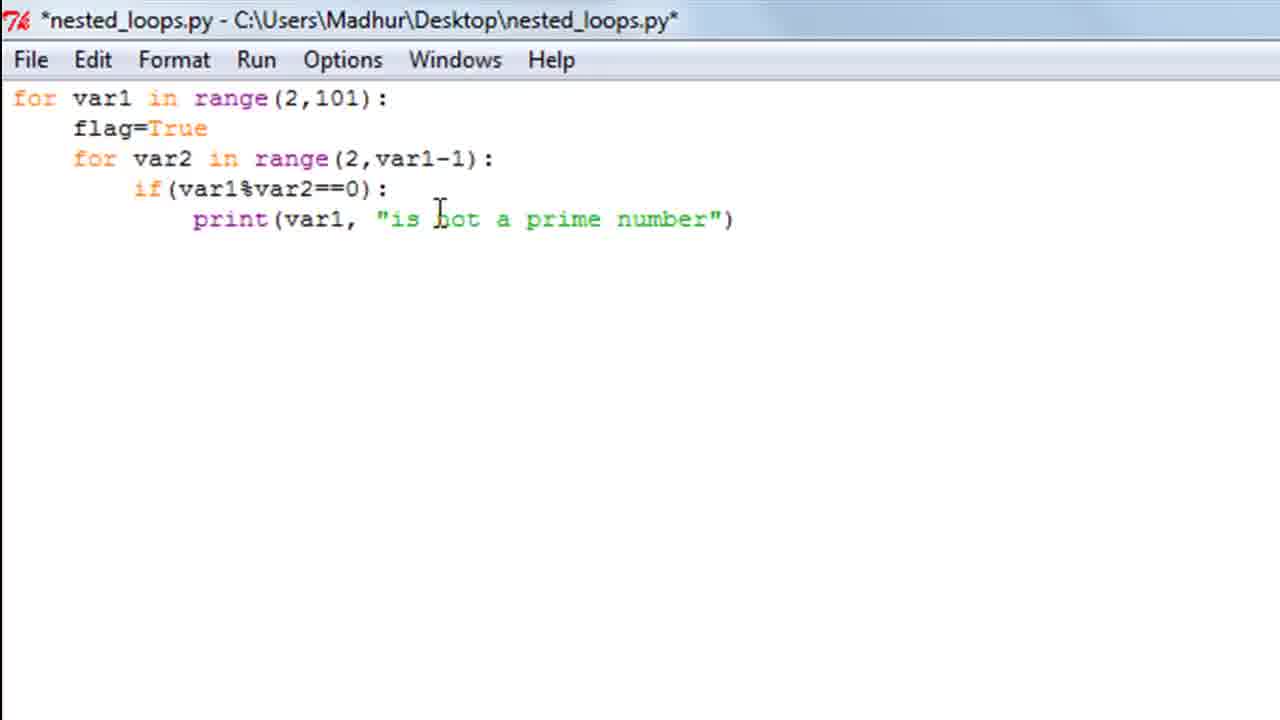 *nested_loops.py - C:\Users\Madhur\Desktop\nested_loops.py*
File Edit Format Run Options Windows Help
for var1 in range(2,101):
    flag=True
    for var2 in range(2,var1-1):
        if(var1%var2==0):
            print(var1, "is not a prime number")